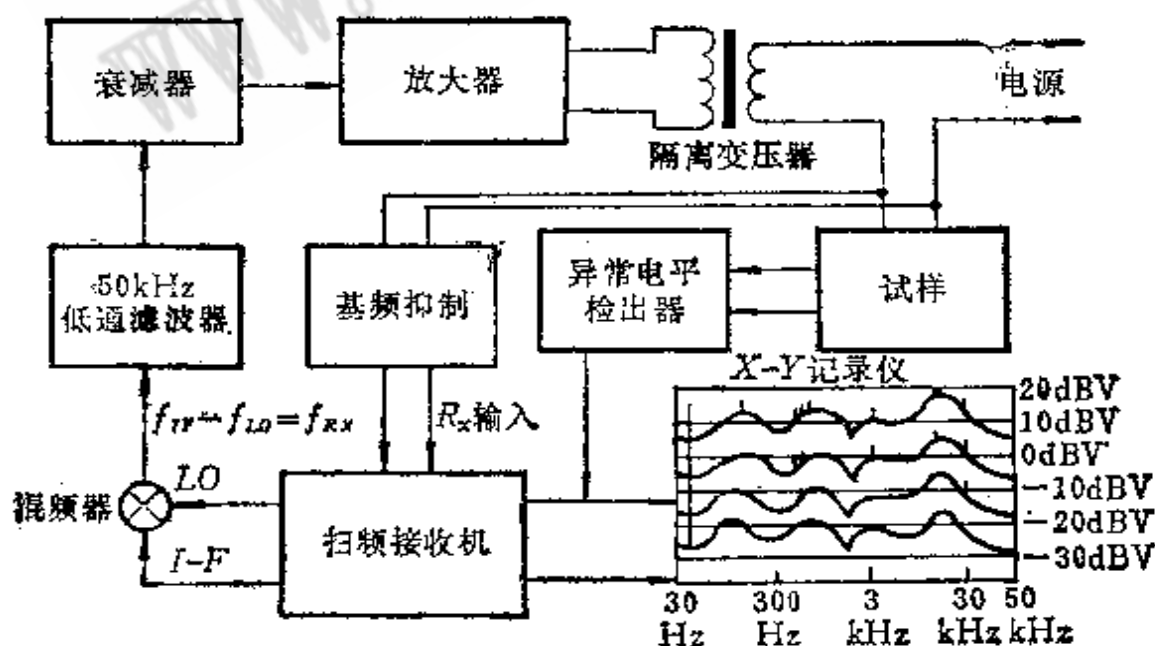 WWW.
衰减器
放大器
电源
隔离变压器
<50kHz
低通滤波器
基频抑制
异常电平
检出器
试样
X-Y记录仪
20dBV
10dBV
0dBV
-10dBV
-20dBV
-30dBV
Rx输入
LO
混频器
I-F
扫频接收机
30 300 3 30 50
Hz Hz kHz kHz kHz